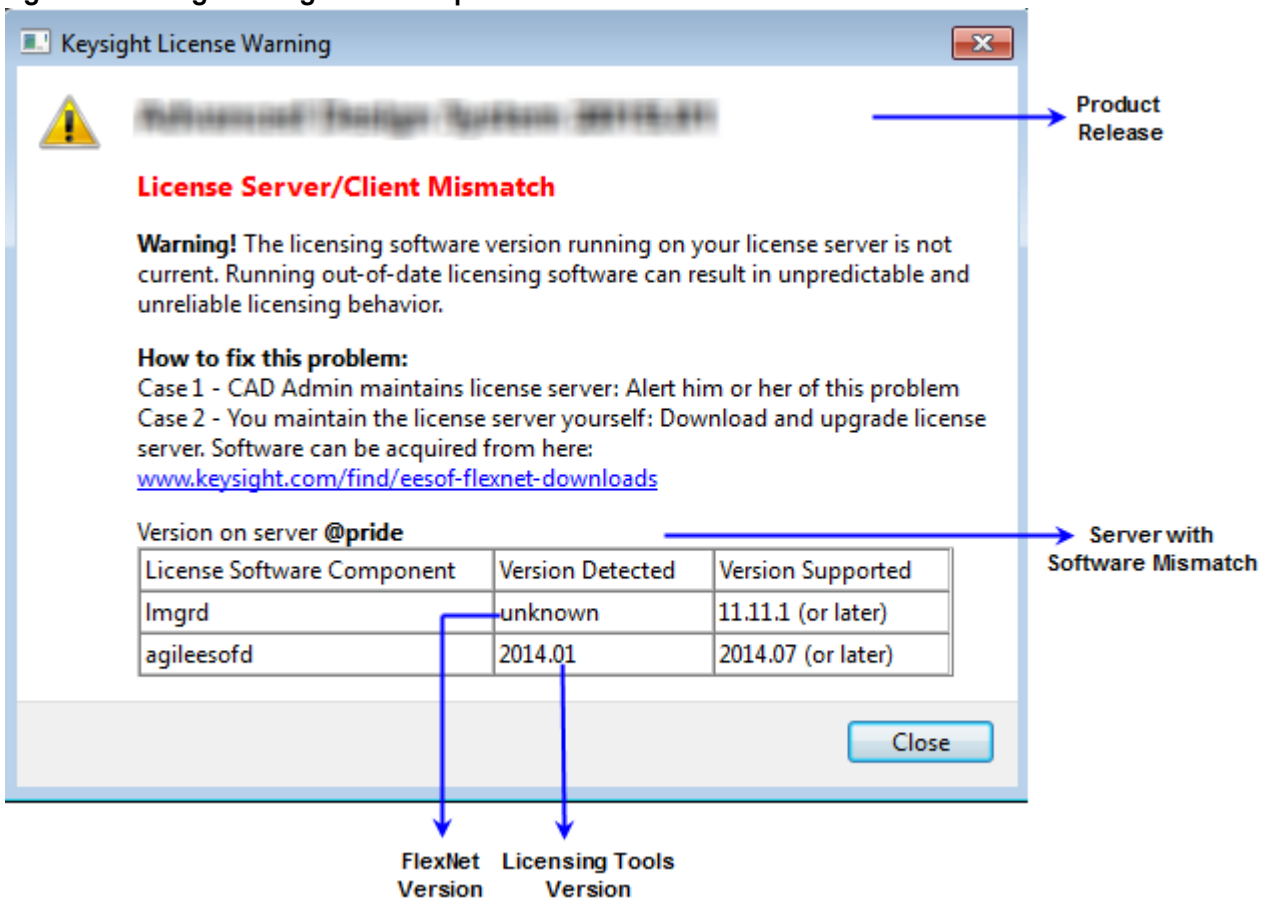 Keysight License Warning
Product
Release
License Server/Client Mismatch
Warning! The licensing software version running on your license server is not
current. Running out-of-date licensing software can result in unpredictable and
unreliable licensing behavior.
How to fix this problem:
Case 1 - CAD Admin maintains license server: Alert him or her of this problem
Case 2 - You maintain the license server yourself: Download and upgrade license
server. Software can be acquired from here:
www.keysight.com/find/eesof-flexnet-downloads
Version on server @pride
Server with
Software Mismatch
License Software Component Version Detected Version Supported
lmgrd unknown 11.11.1 (or later)
agileesofd 2014.01 2014.07 (or later)
Close
FlexNet
Version
Licensing Tools
Version